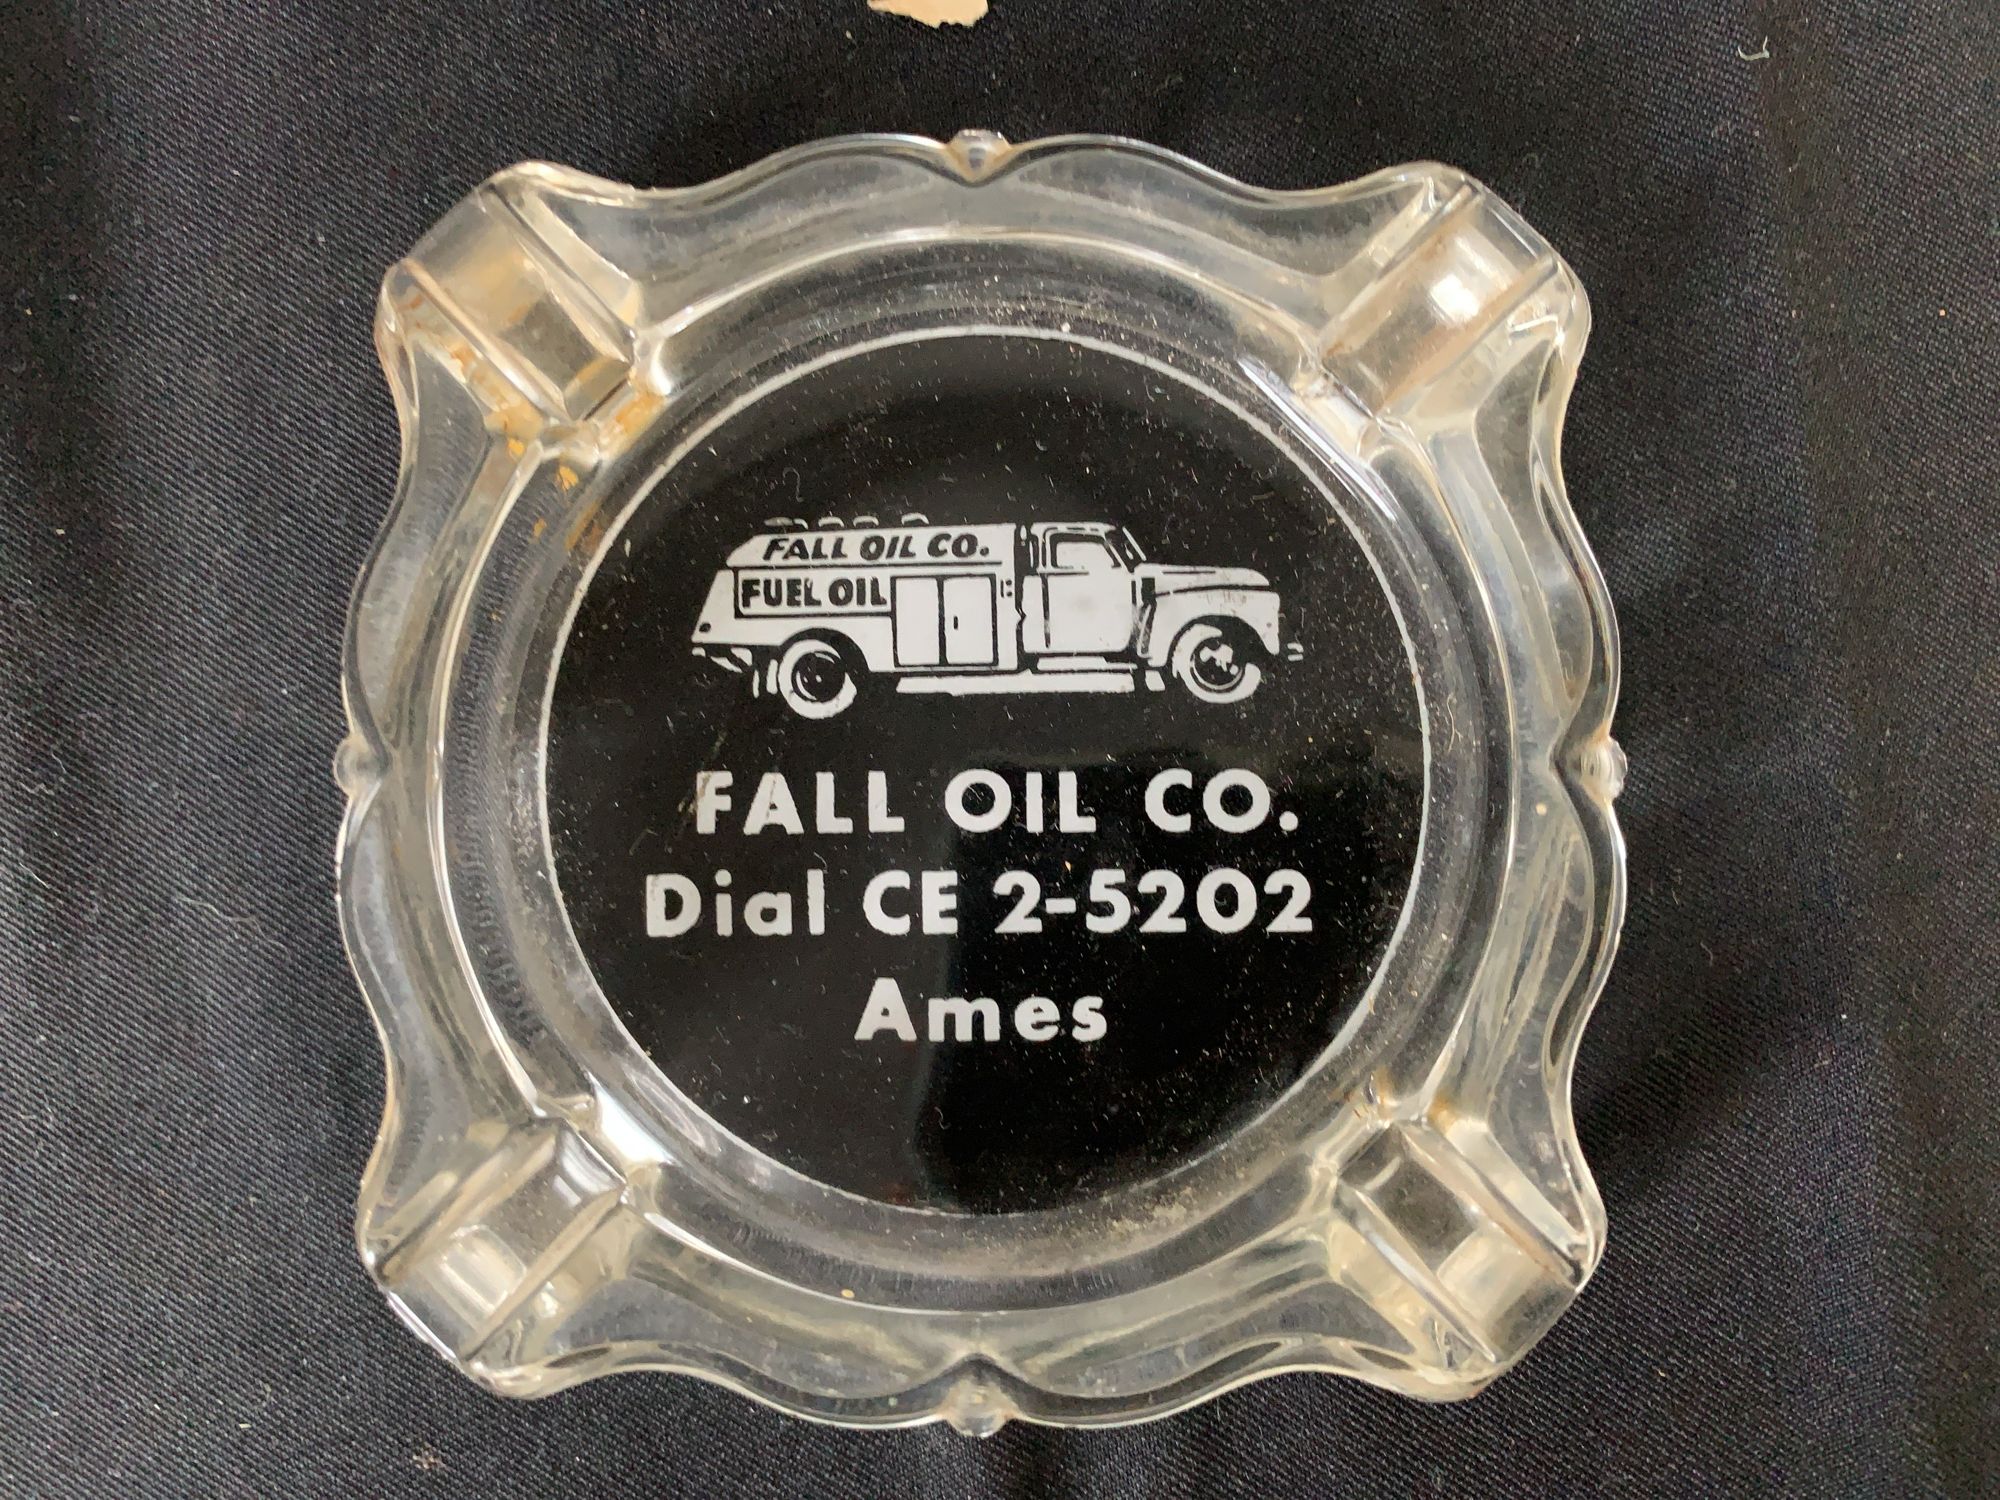 FALL OIL CO.
FUEL OIL
FALL OIL CO.
Dial CE 2-5202
Ames